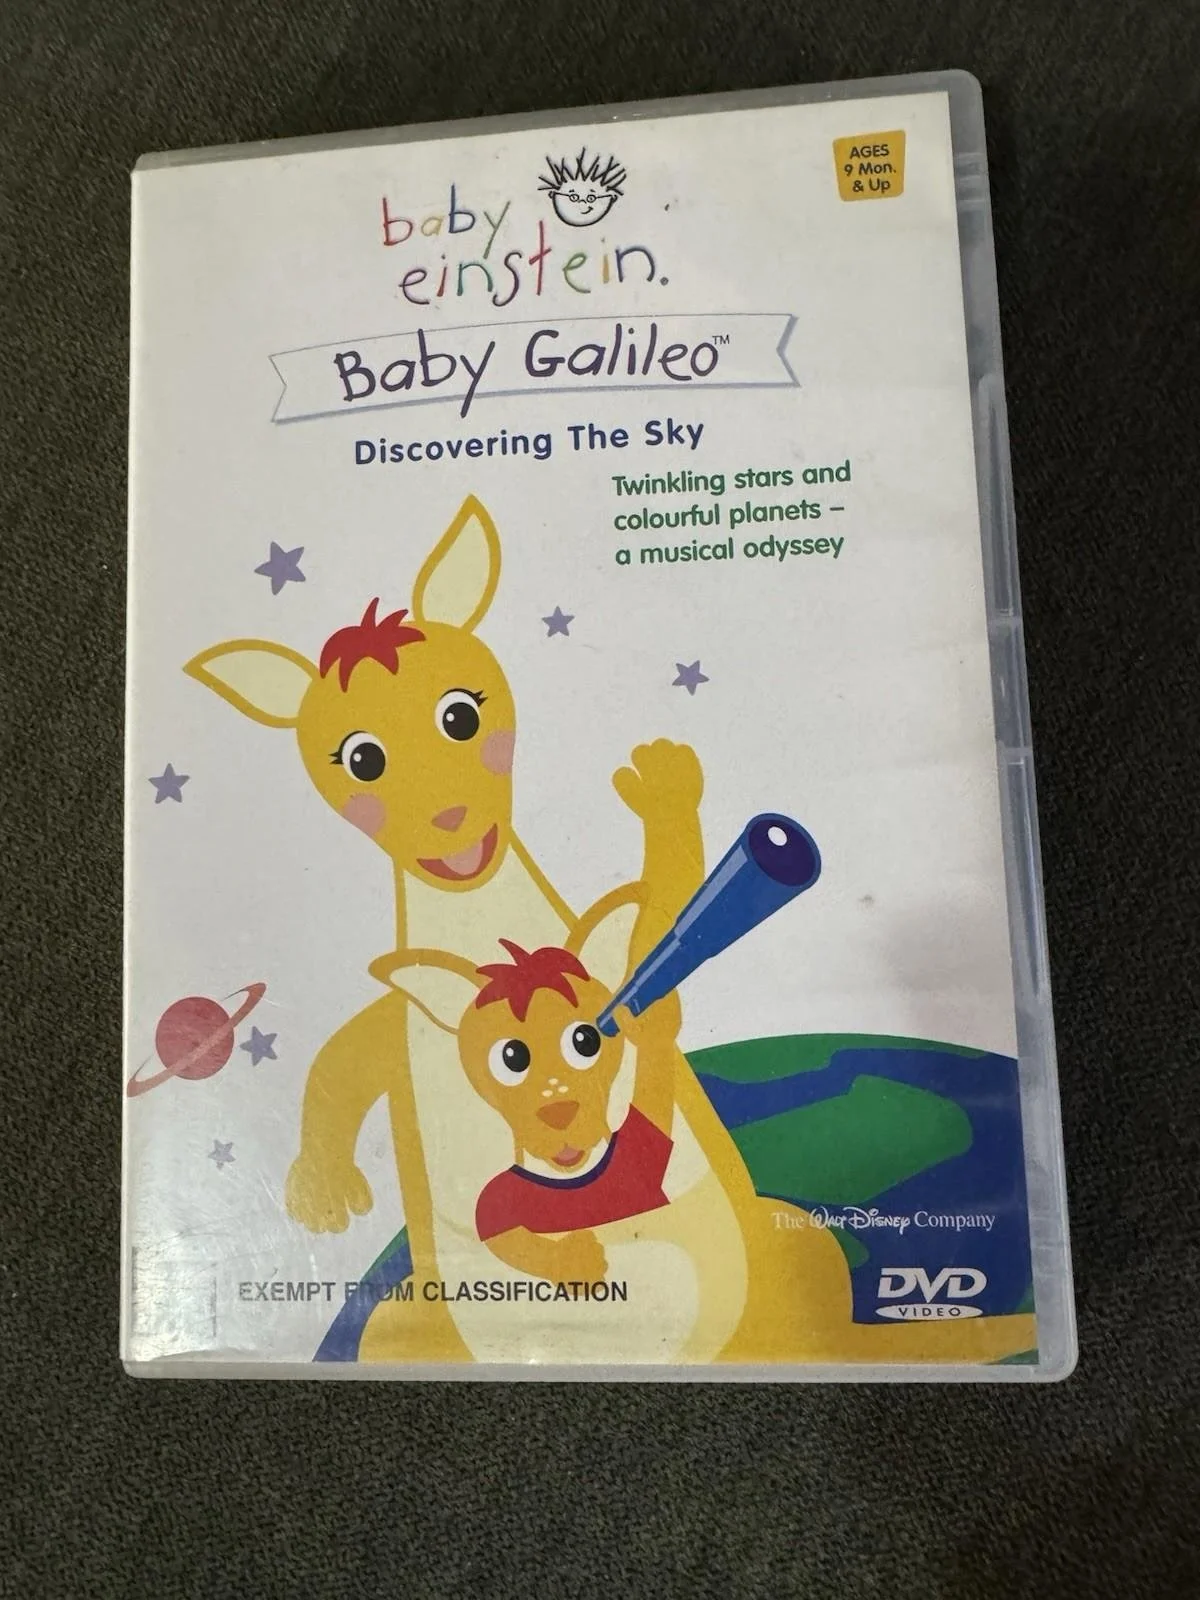 AGES
9 Mon.
& Up
baby
einstein.
Baby Galileo™
Discovering The Sky
Twinkling stars and
colourful planets –
a musical odyssey
The Walt Disney Company
EXEMPT FROM CLASSIFICATION
DVD
VIDEO